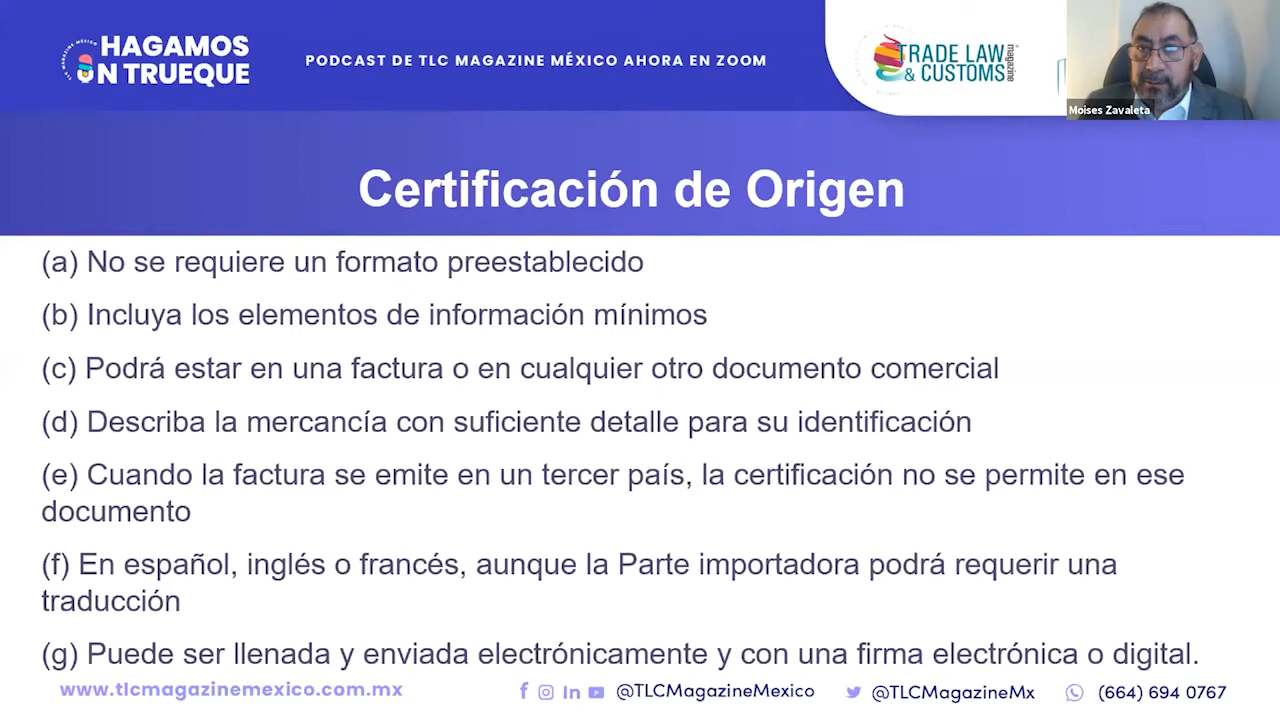 HAGAMOS
UN TRUEQUE
TLC MAGAZINE MÉXICO
PODCAST DE TLC MAGAZINE MÉXICO AHORA EN ZOOM
TRADE LAW
& CUSTOMS
magazine
Moises Zavaleta
Certificación de Origen
(a) No se requiere un formato preestablecido
(b) Incluya los elementos de información mínimos
(c) Podrá estar en una factura o en cualquier otro documento comercial
(d) Describa la mercancía con suficiente detalle para su identificación
(e) Cuando la factura se emite en un tercer país, la certificación no se permite en ese
documento
(f) En español, inglés o francés, aunque la Parte importadora podrá requerir una
traducción
(g) Puede ser llenada y enviada electrónicamente y con una firma electrónica o digital.
www.tlcmagazinemexico.com.mx
@TLCMagazineMexico
@TLCMagazineMx
(664) 694 0767